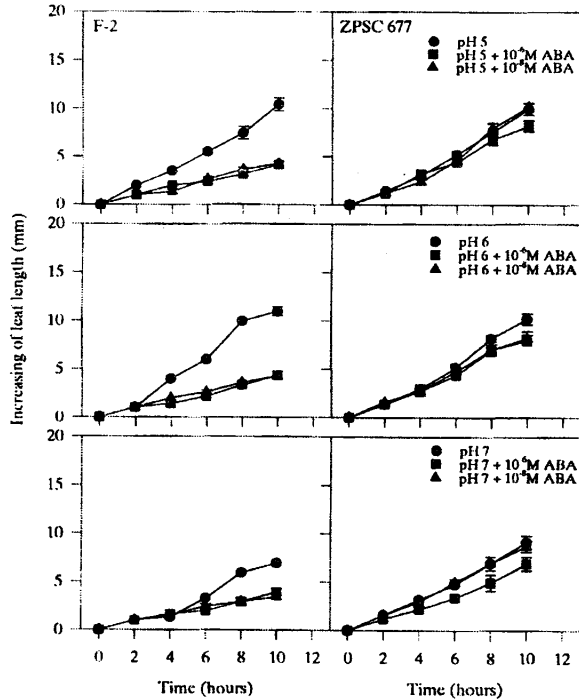 F-2
ZPSC 677
pH 5
pH 5 + 10⁻⁶M ABA
pH 5 + 10⁻⁸M ABA
20
15
10
5
0
pH 6
pH 6 + 10⁻⁶M ABA
pH 6 + 10⁻⁸M ABA
20
15
10
5
0
pH 7
pH 7 + 10⁻⁶M ABA
pH 7 + 10⁻⁸M ABA
20
15
10
5
0
Increasing of leaf length (mm)
0 2 4 6 8 10 12
0 2 4 6 8 10 12
Time (hours)
Time (hours)